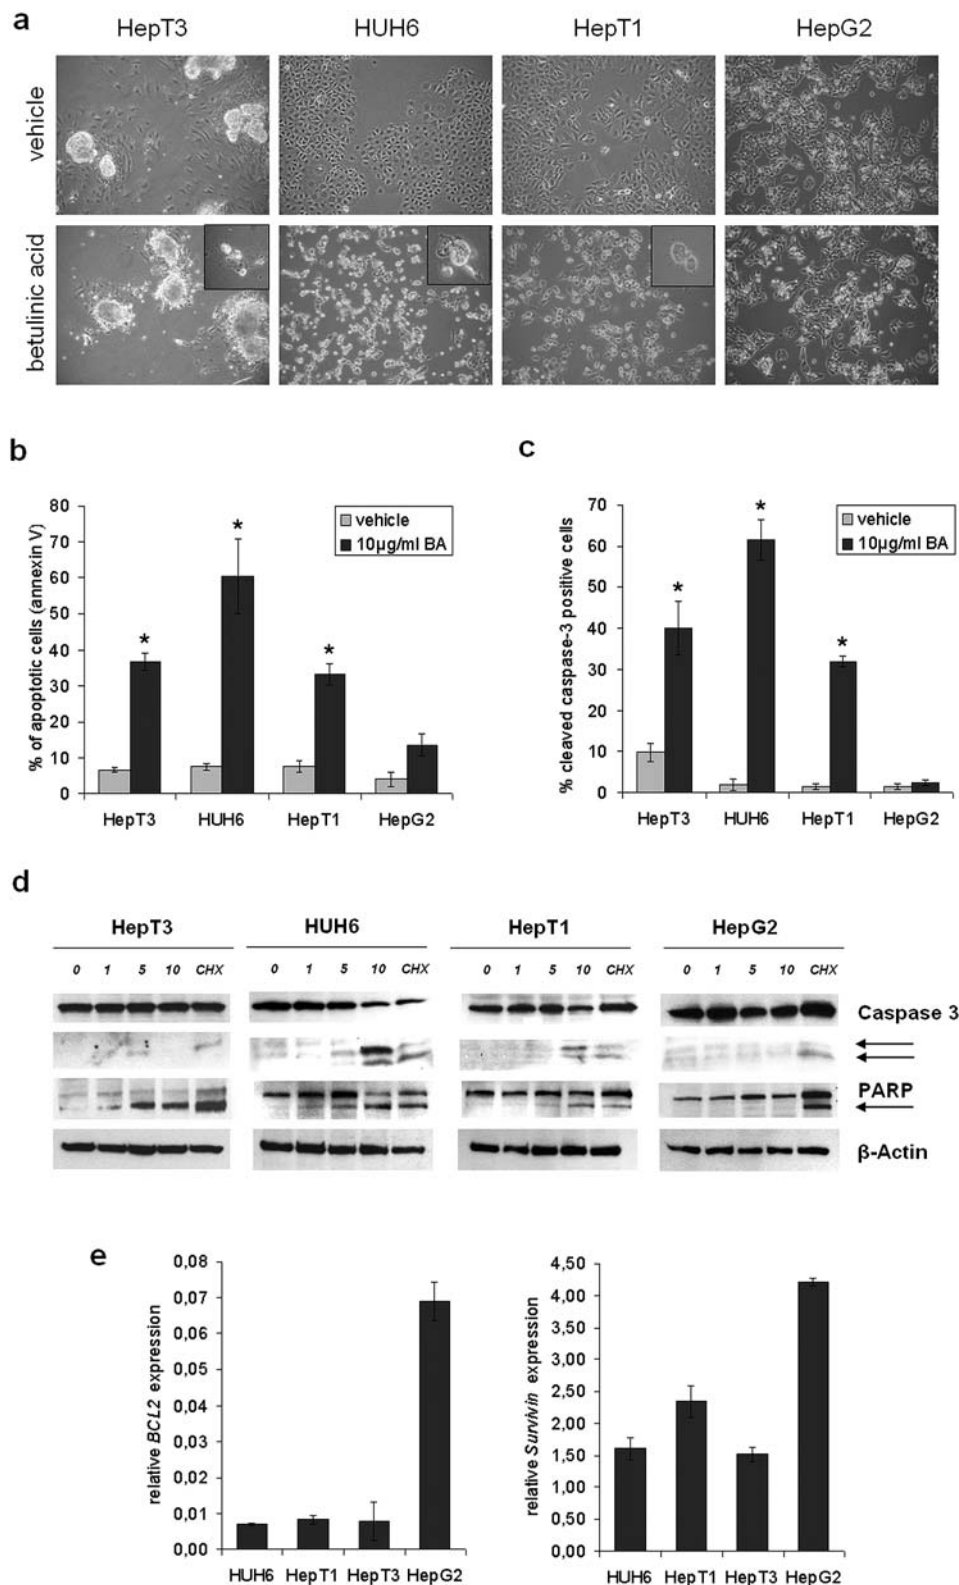 a
HepT3 HUH6 HepT1 HepG2
vehicle
betulinic acid
b
% of apoptotic cells (annexin V)
80
70
60
50
40
30
20
10
0
vehicle
10µg/ml BA
* * *
HepT3 HUH6 HepT1 HepG2
c
% cleaved caspase-3 positive cells
70
60
50
40
30
20
10
0
vehicle
10µg/ml BA
* * *
HepT3 HUH6 HepT1 HepG2
d
HepT3 HUH6 HepT1 HepG2
0 1 5 10 CHX 0 1 5 10 CHX 0 1 5 10 CHX 0 1 5 10 CHX
Caspase 3
PARP
β-Actin
e
relative BCL2 expression
0,08
0,07
0,06
0,05
0,04
0,03
0,02
0,01
0,00
HUH6 HepT1 HepT3 HepG2
relative Survivin expression
4,50
4,00
3,50
3,00
2,50
2,00
1,50
1,00
0,50
0,00
HUH6 HepT1 HepT3 HepG2